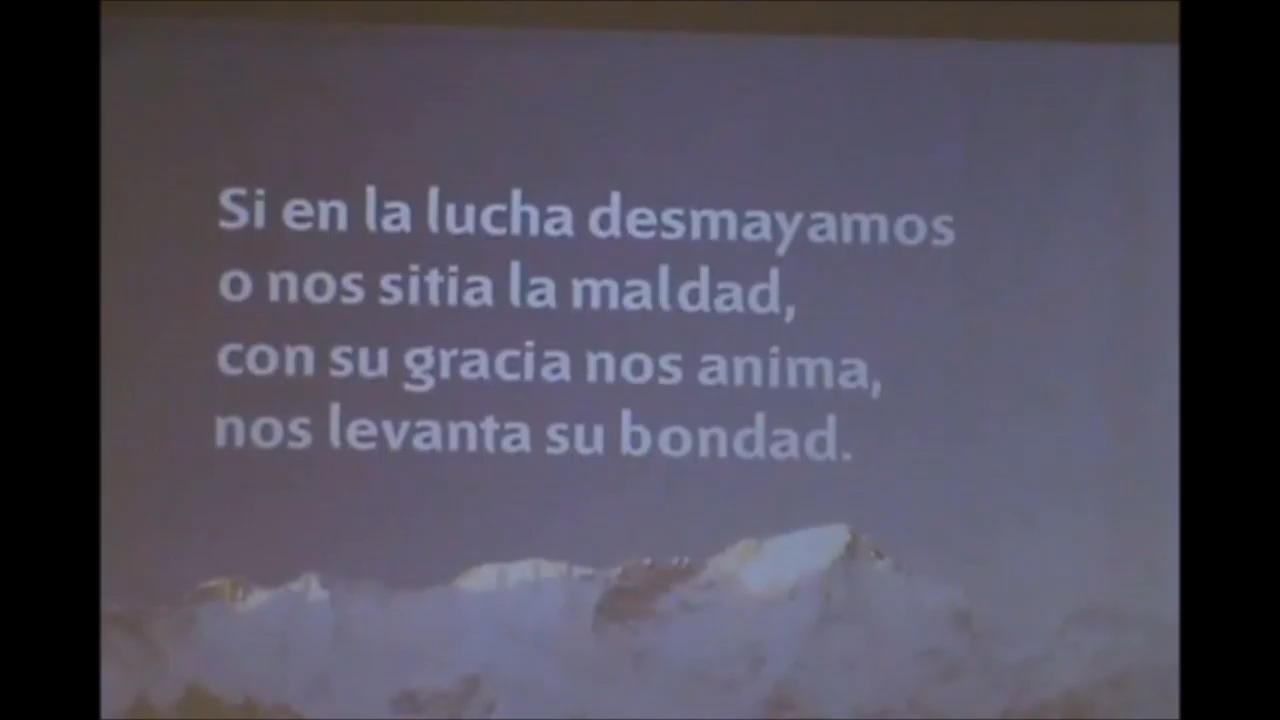 Si en la lucha desmayamos
o nos sitia la maldad,
con su gracia nos anima,
nos levanta su bondad.